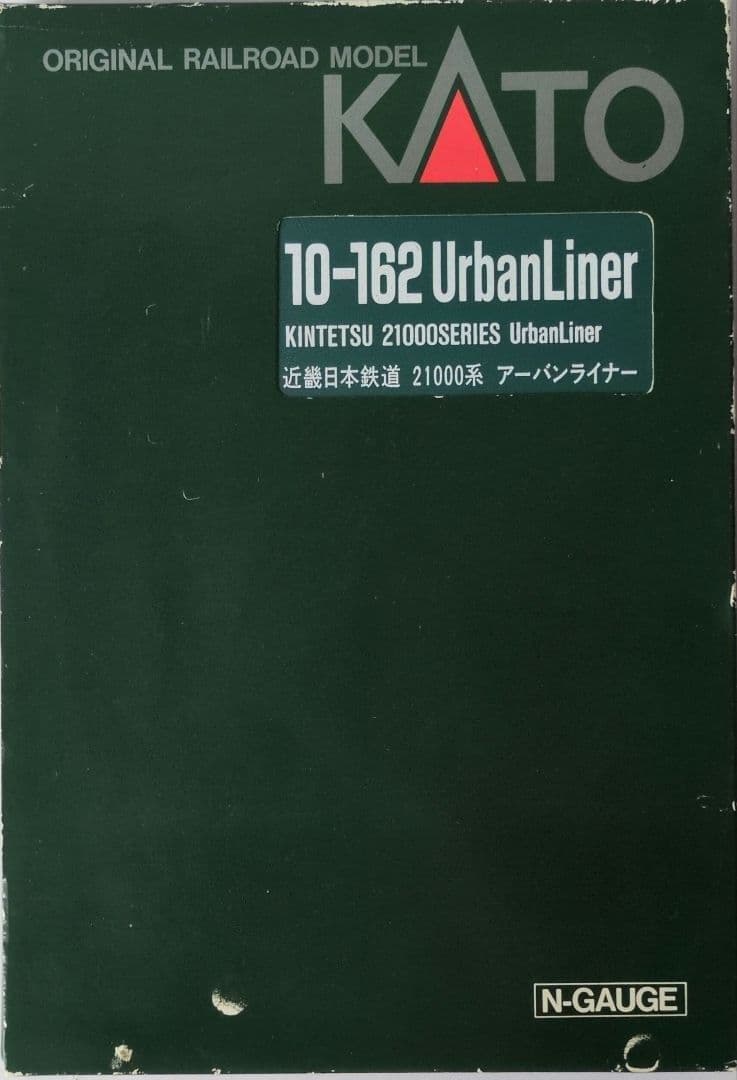 ORIGINAL RAILROAD MODEL
KATO
10-162 UrbanLiner
KINTETSU 21000SERIES UrbanLiner
近畿日本鉄道 21000系 アーバンライナー
N-GAUGE